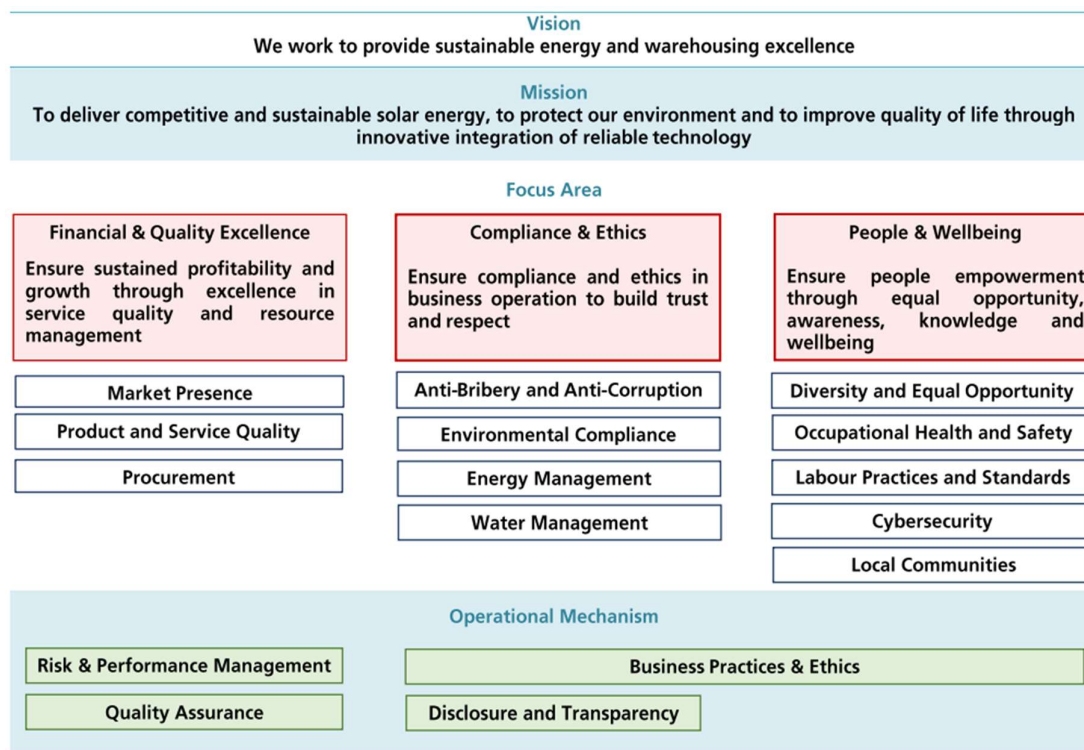 Vision
We work to provide sustainable energy and warehousing excellence
Mission
To deliver competitive and sustainable solar energy, to protect our environment and to improve quality of life through
innovative integration of reliable technology
Focus Area
Financial & Quality Excellence
Ensure sustained profitability and
growth through excellence in
service quality and resource
management
Market Presence
Product and Service Quality
Procurement
Compliance & Ethics
Ensure compliance and ethics in
business operation to build trust
and respect
Anti-Bribery and Anti-Corruption
Environmental Compliance
Energy Management
Water Management
People & Wellbeing
Ensure people empowerment
through equal opportunity,
awareness, knowledge and
wellbeing
Diversity and Equal Opportunity
Occupational Health and Safety
Labour Practices and Standards
Cybersecurity
Local Communities
Operational Mechanism
Risk & Performance Management
Business Practices & Ethics
Quality Assurance
Disclosure and Transparency